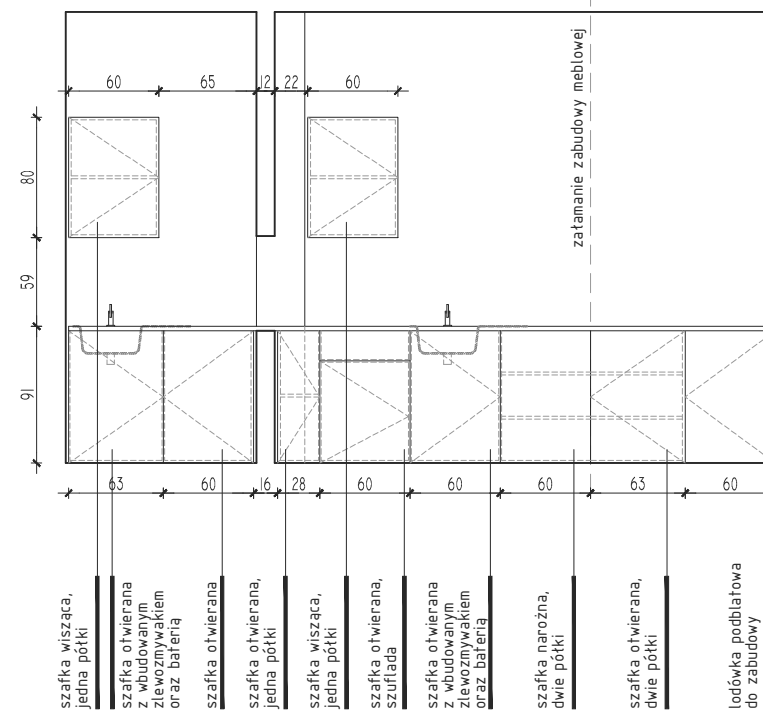 60
65
12
22
60
załamanie zabudowy meblowej
80
59
91
63
60
16
28
60
60
60
63
60
szafka wisząca,
jedna półki
szafka otwierana
z wbudowanym
zlewozmywakiem
oraz baterią
szafka otwierana
szafka otwierana,
jedna półki
szafka wisząca,
jedna półki
szafka otwierana,
szuflada
szafka otwierana
z wbudowanym
zlewozmywakiem
oraz baterią
szafka narożna,
dwie półki
szafka otwierana,
dwie półki
lodówka podblatowa
do zabudowy